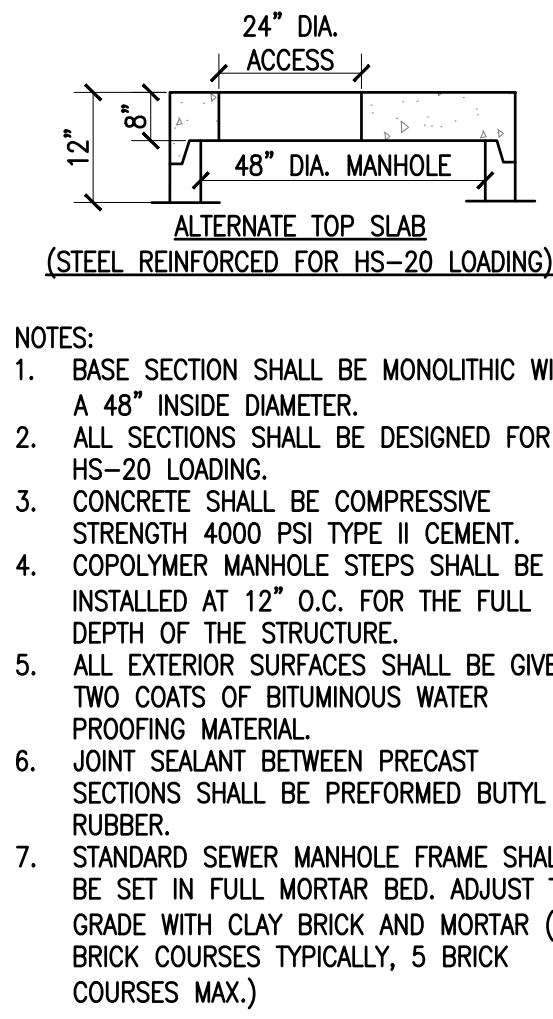 24" DIA.
ACCESS
8"
12"
48" DIA. MANHOLE
ALTERNATE TOP SLAB
(STEEL REINFORCED FOR HS-20 LOADING)
NOTES:
1. BASE SECTION SHALL BE MONOLITHIC
A 48" INSIDE DIAMETER.
2. ALL SECTIONS SHALL BE DESIGNED FOR
HS-20 LOADING.
3. CONCRETE SHALL BE COMPRESSIVE
STRENGTH 4000 PSI TYPE II CEMENT.
4. COPOLYMER MANHOLE STEPS SHALL BE
INSTALLED AT 12" O.C. FOR THE FULL
DEPTH OF THE STRUCTURE.
5. ALL EXTERIOR SURFACES SHALL BE
TWO COATS OF BITUMINOUS WATER
PROOFING MATERIAL.
6. JOINT SEALANT BETWEEN PRECAST
SECTIONS SHALL BE PREFORMED BUTYL
RUBBER.
7. STANDARD SEWER MANHOLE FRAME
BE SET IN FULL MORTAR BED. ADJUST
GRADE WITH CLAY BRICK AND MORTAR
BRICK COURSES TYPICALLY, 5 BRICK
COURSES MAX.)